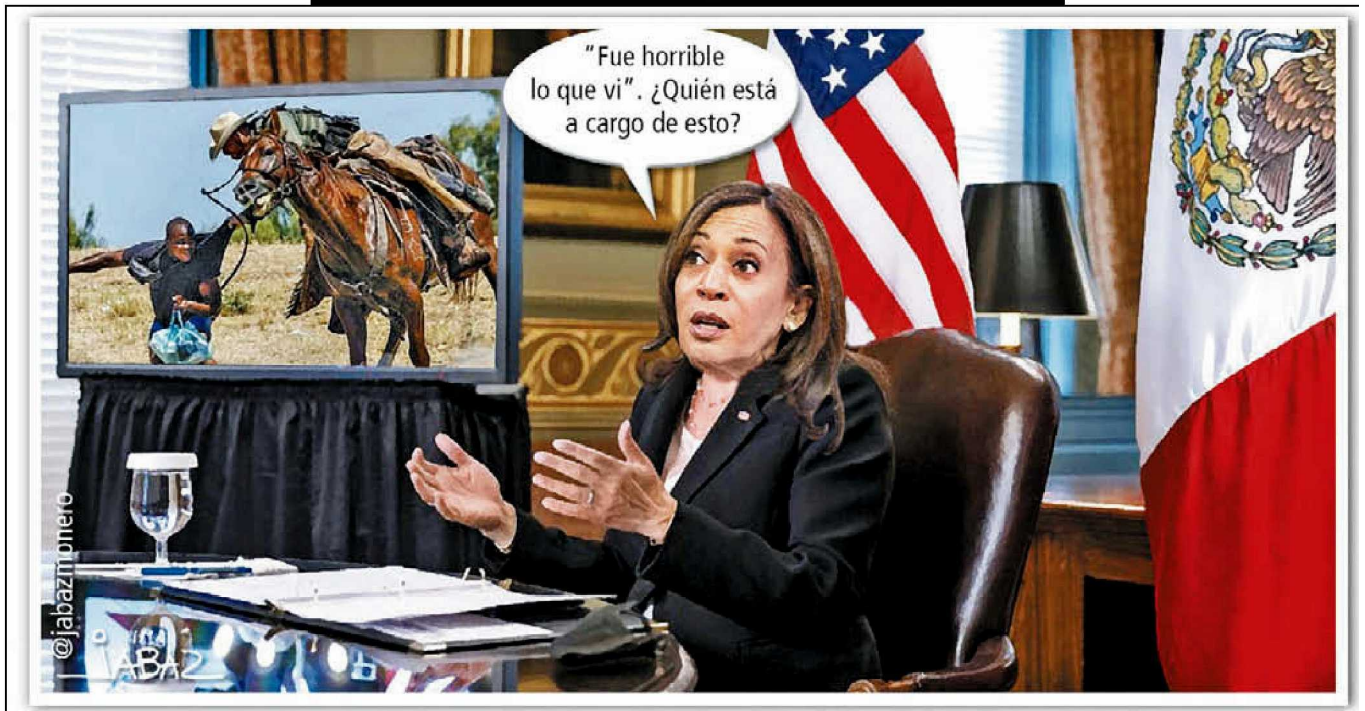 "Fue horrible
lo que vi". ¿Quién está
a cargo de esto?
@jabazmonero
JABAZ